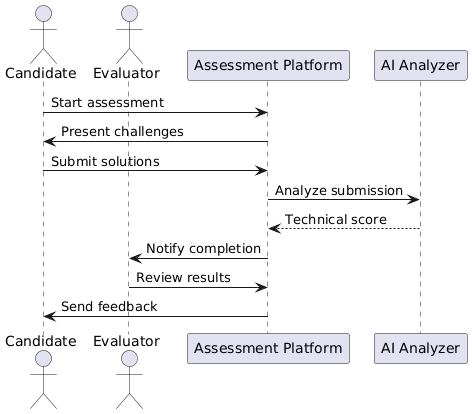 Candidate
Evaluator
Assessment Platform
AI Analyzer
Start assessment
Present challenges
Submit solutions
Analyze submission
Technical score
Notify completion
Review results
Send feedback
Candidate
Evaluator
Assessment Platform
AI Analyzer